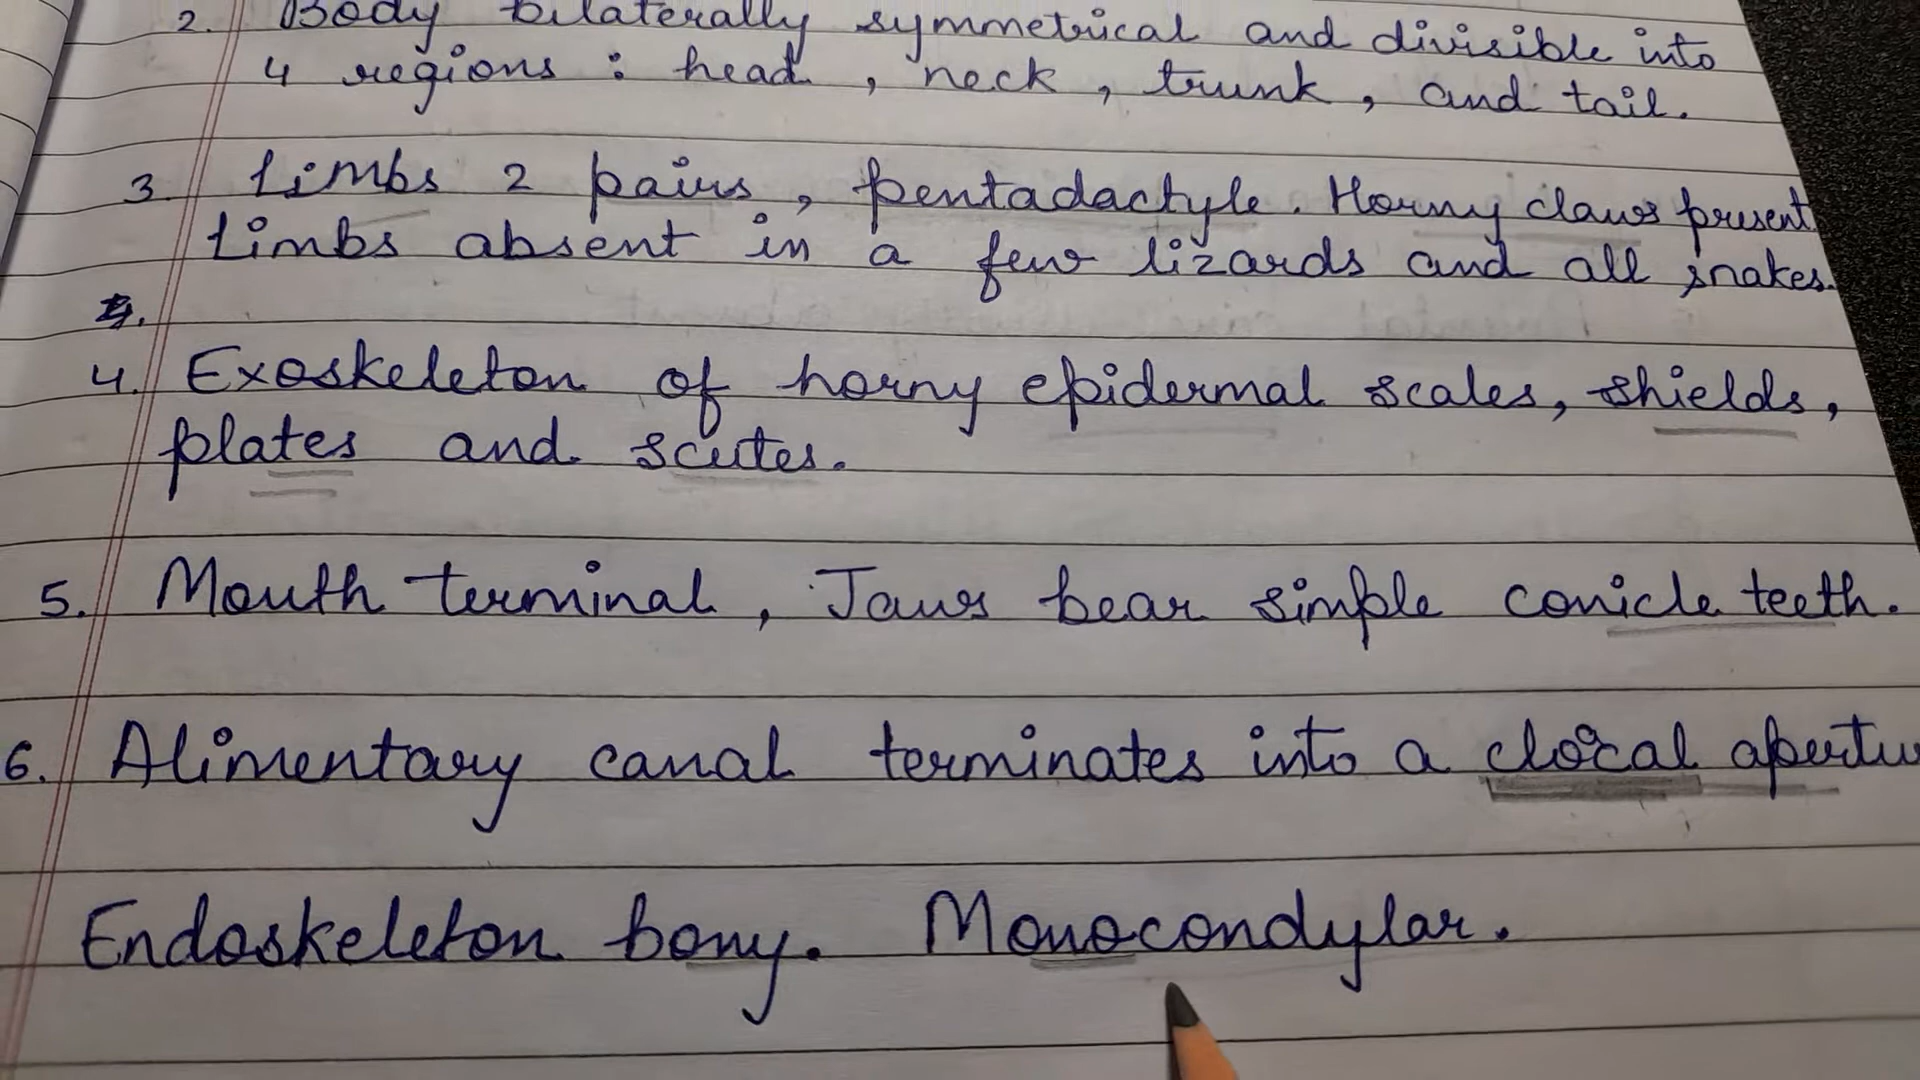 2. Body bilaterally symmetrical and divisible into
4 regions : head , neck , trunk , and tail.
3. Limbs 2 pairs , pentadactyle. Horny claws present.
Limbs absent in a few lizards and all snakes.
4. Exoskeleton of horny epidermal scales, shields,
plates and scutes.
5. Mouth terminal , Jaws bear simple conicle teeth.
6. Alimentary canal terminates into a
Endoskeleton bony. Monocondylar.